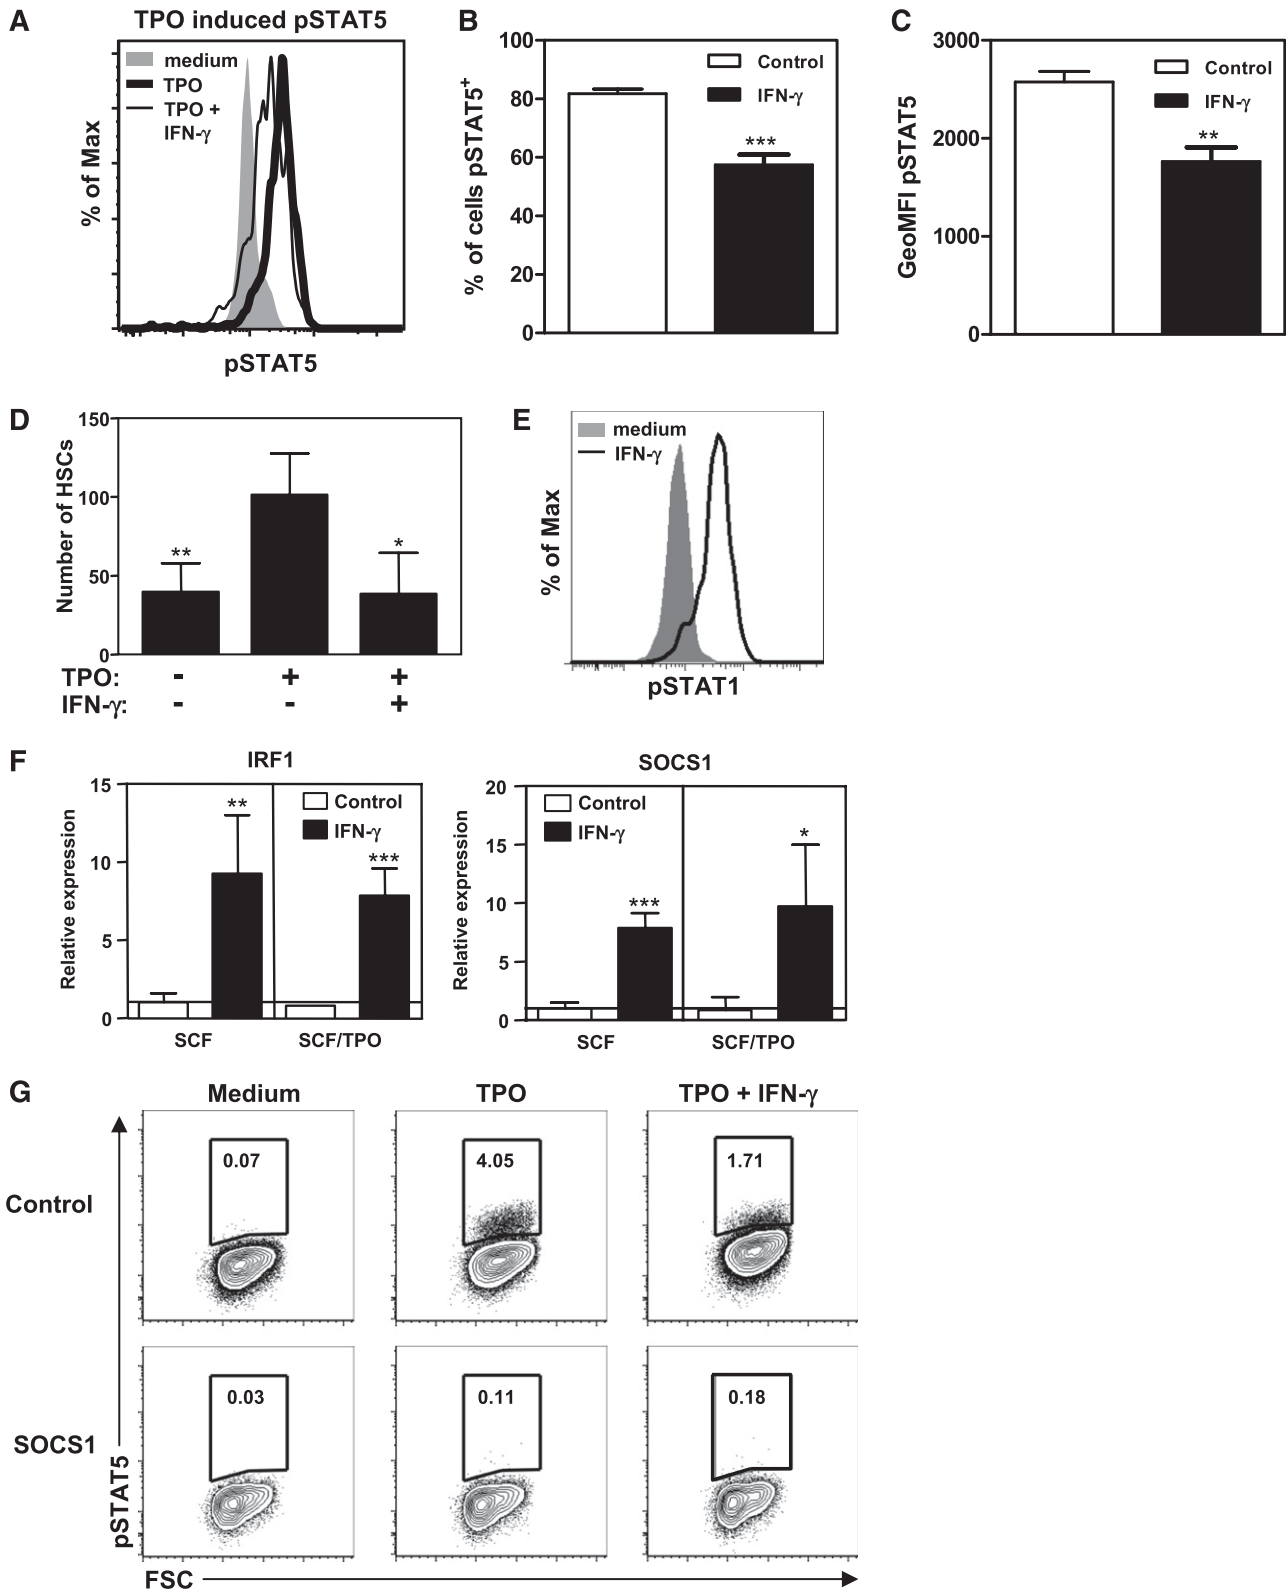 A
TPO induced pSTAT5
medium
TPO
TPO +
IFN-γ
% of Max
pSTAT5
B
100
80
60
40
20
0
% of cells pSTAT5+
Control
IFN-γ
***
C
3000
2000
1000
0
GeoMFI pSTAT5
Control
IFN-γ
**
D
150
100
50
0
Number of HSCs
**
*
TPO: - + +
IFN-γ: - - +
E
medium
IFN-γ
% of Max
pSTAT1
F
IRF1
15
10
5
0
Relative expression
Control
IFN-γ
**
***
SCF SCF/TPO
SOCS1
20
15
10
5
0
Relative expression
Control
IFN-γ
***
*
SCF SCF/TPO
G
Medium TPO TPO + IFN-γ
Control
0.07 4.05 1.71
SOCS1
0.03 0.11 0.18
pSTAT5
FSC